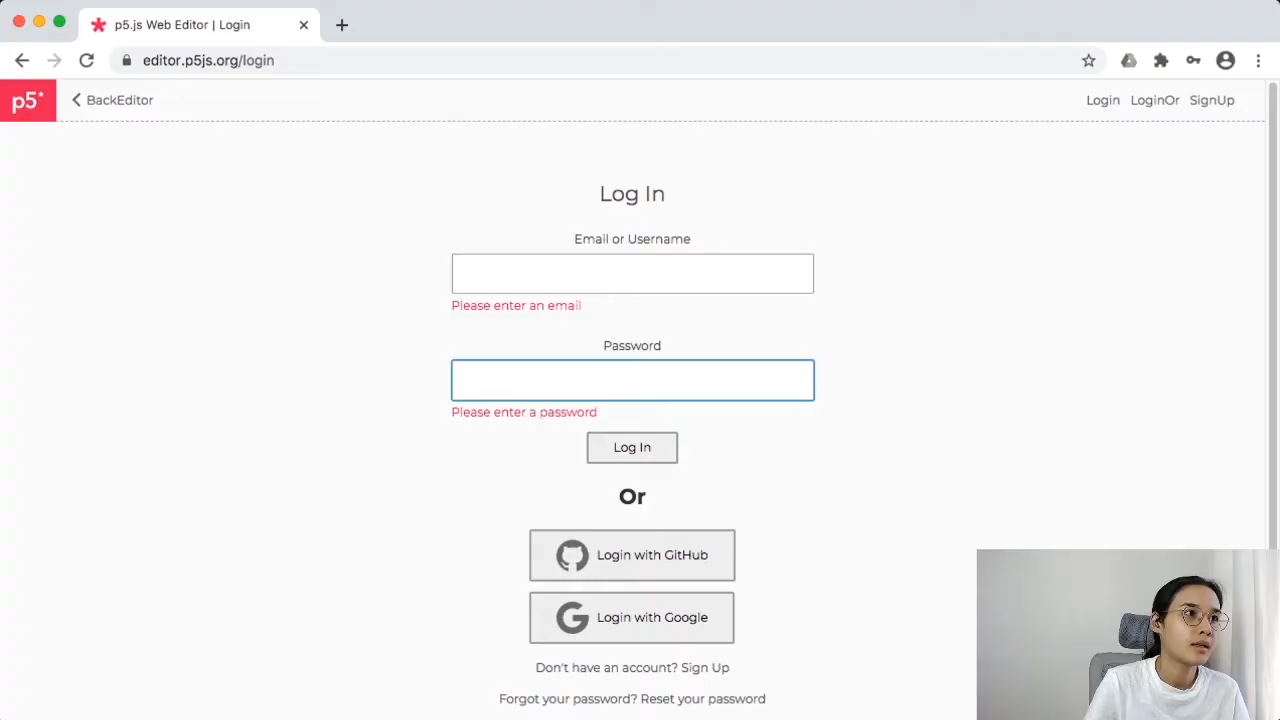 p5.js Web Editor | Login
editor.p5js.org/login
p5* BackEditor Login LoginOr SignUp
Log In
Email or Username
Please enter an email
Password
Please enter a password
Log In
Or
Login with GitHub
Login with Google
Don't have an account? Sign Up
Forgot your password? Reset your password